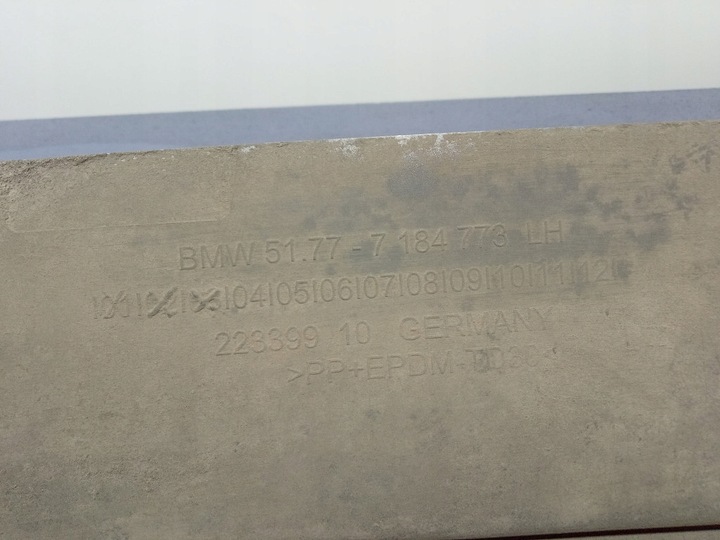 BMW 51.77 - 7 184 773 LH
|01|02|03|04|05|06|07|08|09|10|11|12|
223399 10 GERMANY
>PP+EPDM-TD30<